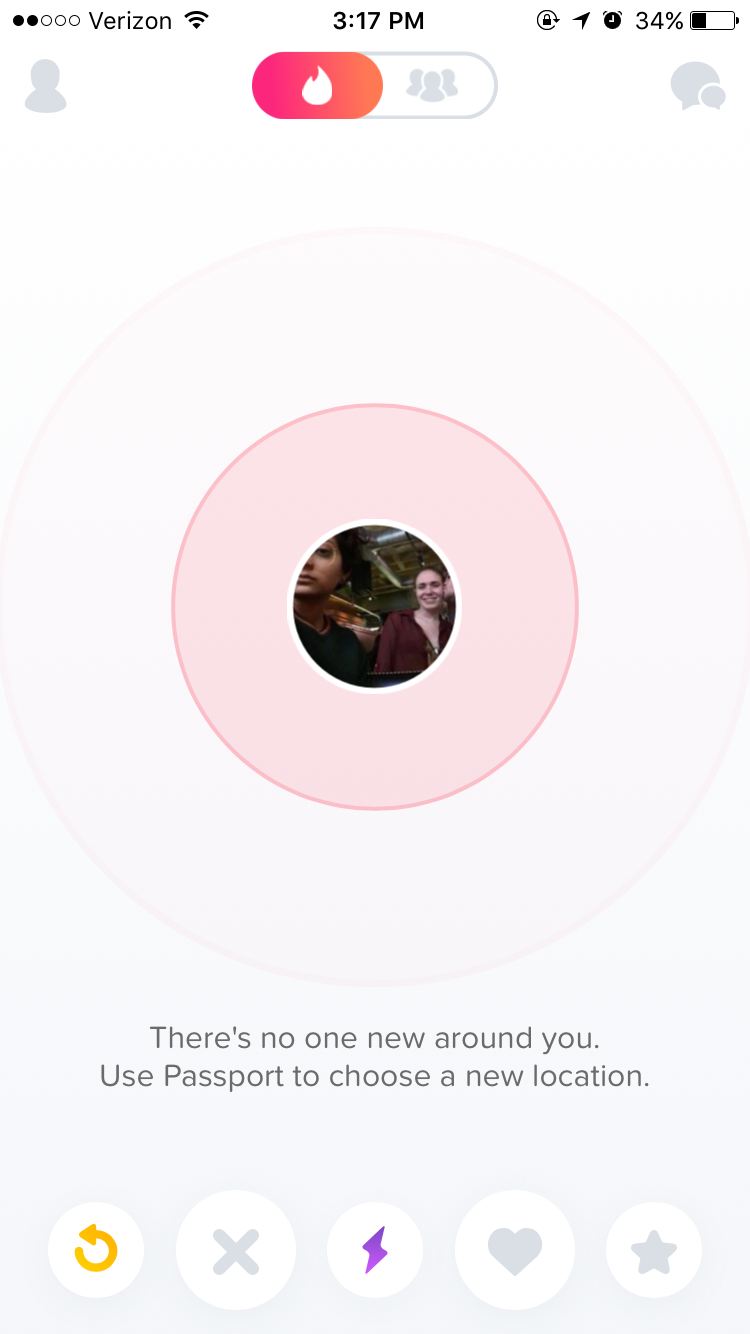 Verizon 3:17 PM 34%
There's no one new around you.
Use Passport to choose a new location.